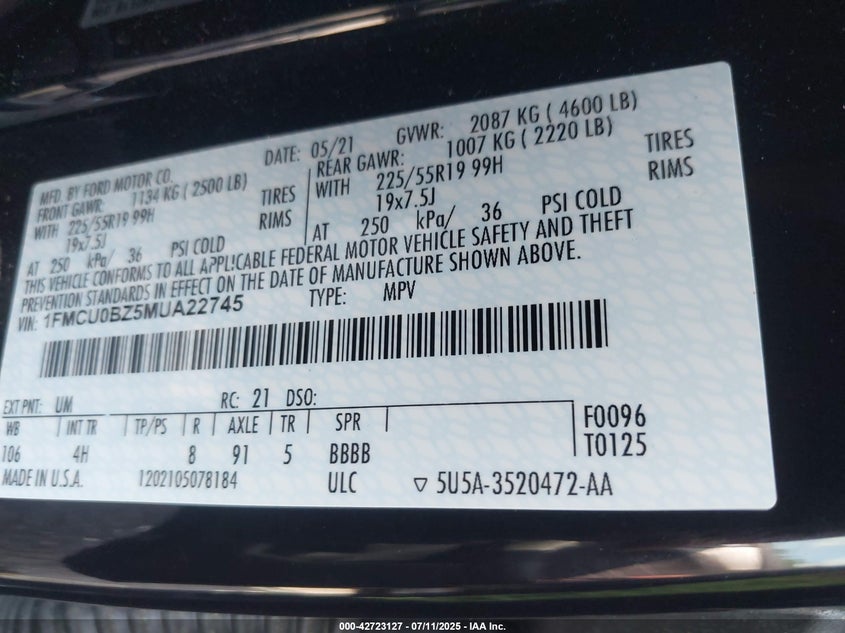 MFD. BY FORD MOTOR CO. DATE: 05/21 GVWR: 2087 KG ( 4600 LB)
FRONT GAWR: 1134 KG ( 2500 LB) REAR GAWR: 1007 KG ( 2220 LB)
WITH 225/55R19 99H TIRES WITH 225/55R19 99H TIRES
19x7.5J RIMS 19x7.5J RIMS
AT 250 kPa/ 36 PSI COLD AT 250 kPa/ 36 PSI COLD
THIS VEHICLE CONFORMS TO ALL APPLICABLE FEDERAL MOTOR VEHICLE SAFETY AND THEFT
PREVENTION STANDARDS IN EFFECT ON THE DATE OF MANUFACTURE SHOWN ABOVE.
VIN: 1FMCU0BZ5MUA22745 TYPE: MPV
EXT PNT: UM RC: 21 DSO:
WB INT TR TP/PS R AXLE TR SPR F0096
106 4H 8 91 5 BBBB T0125
MADE IN U.S.A. 1202105078184 ULC ▽ 5U5A-3520472-AA
000-42723127 - 07/11/2025 - IAA Inc.